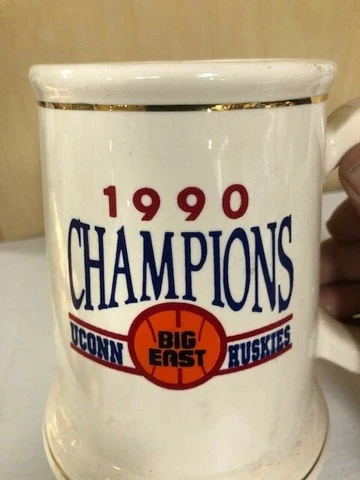 1990
CHAMPIONS
UCONN BIG EAST HUSKIES